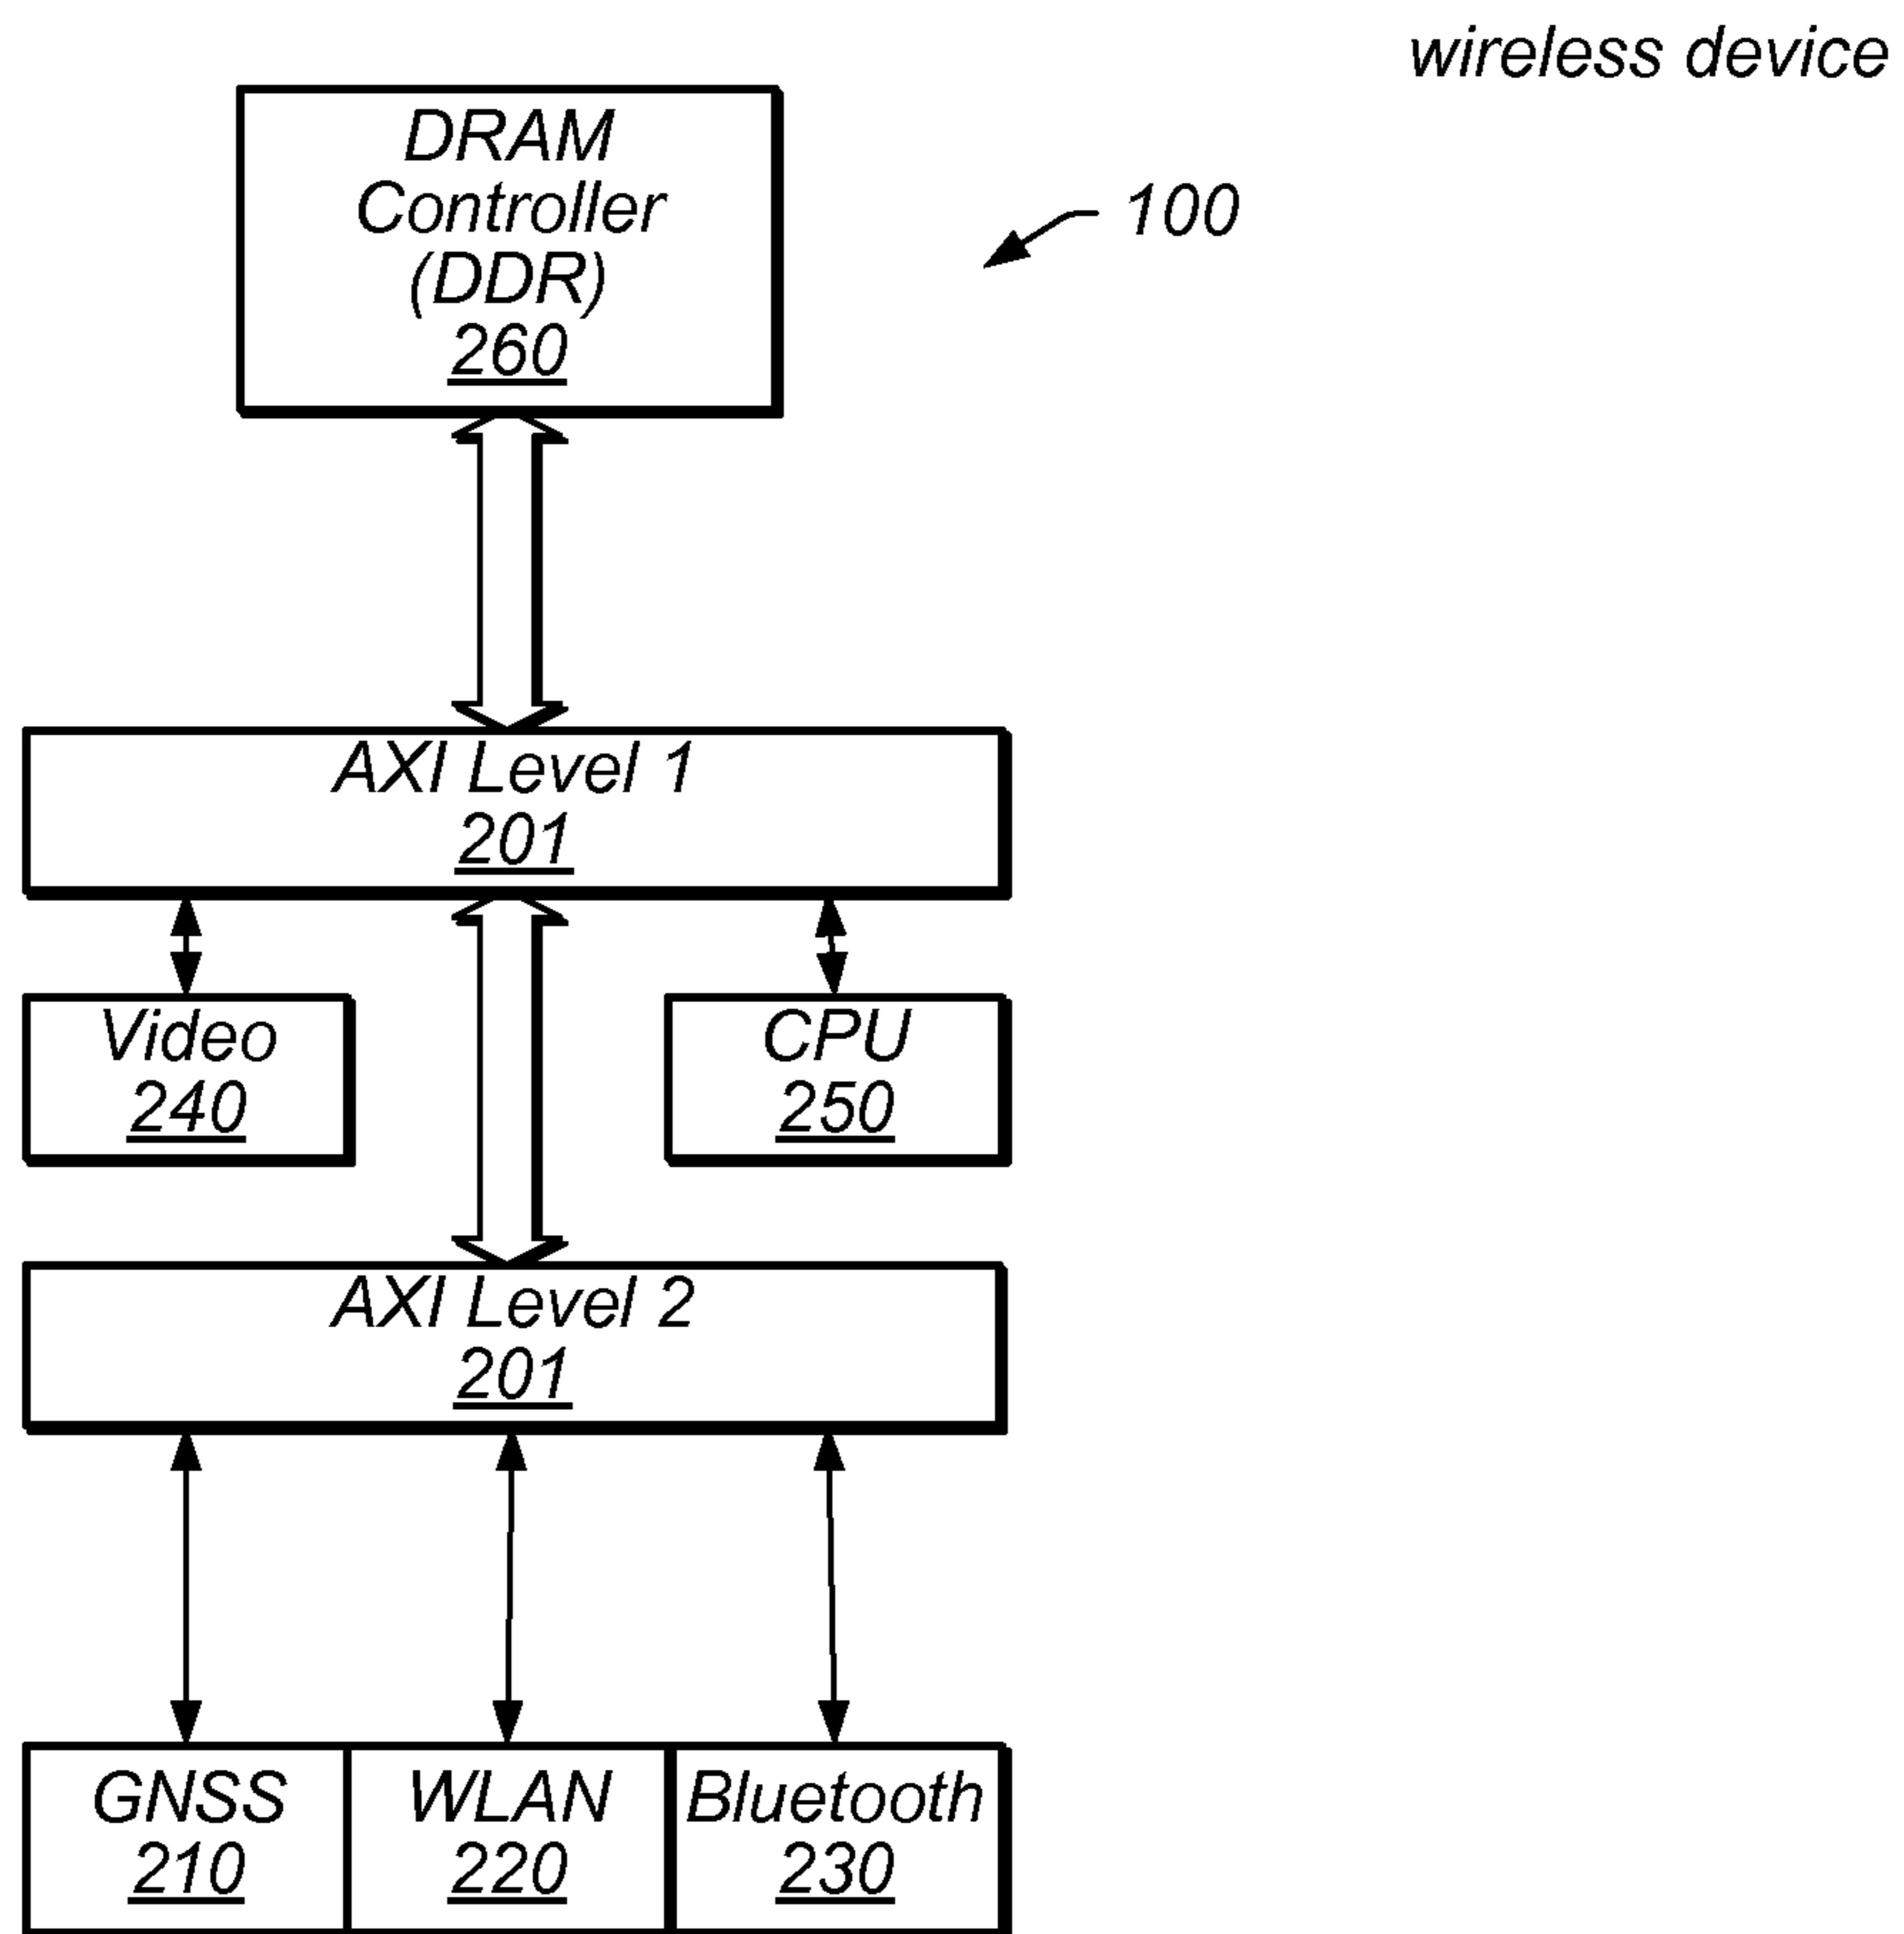 wireless device
DRAM
Controller
(DDR)
260
100
AXI Level 1
201
Video
240
CPU
250
AXI Level 2
201
GNSS
210
WLAN
220
Bluetooth
230